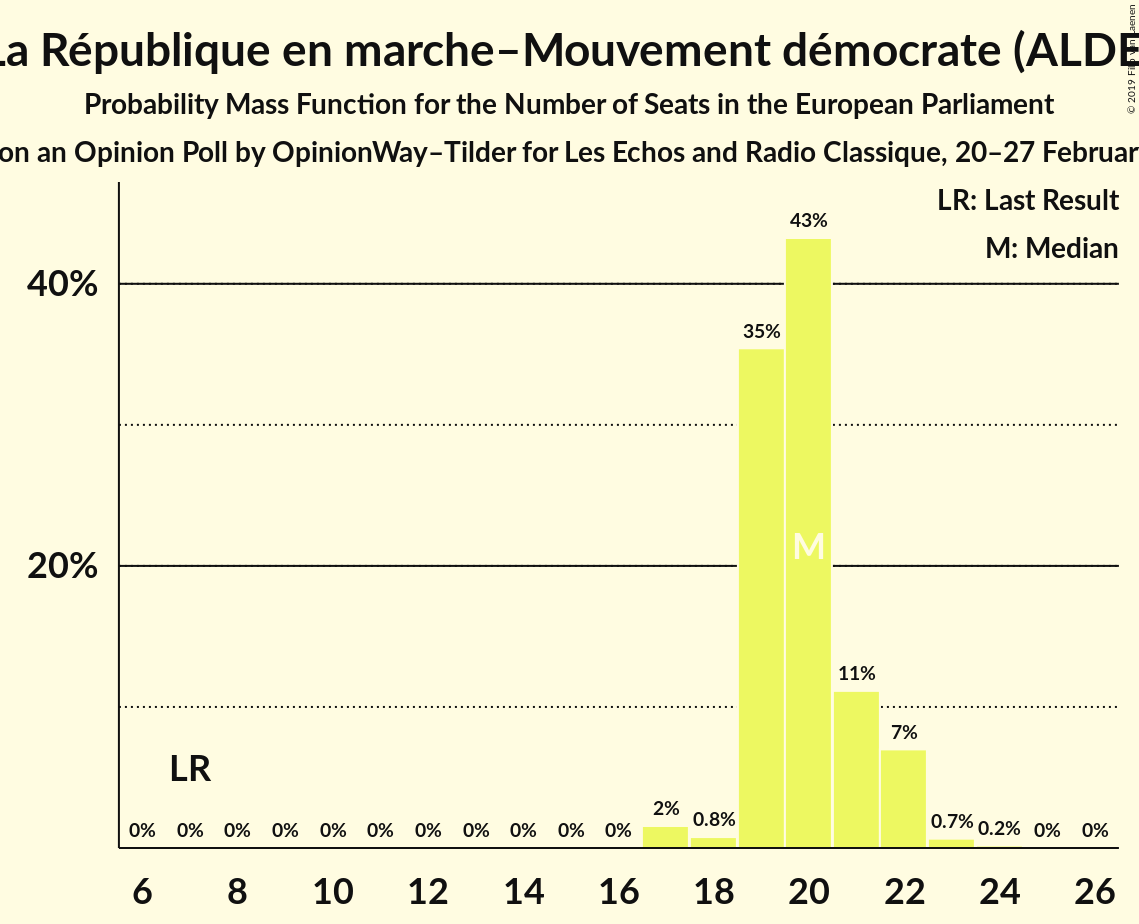 La République en marche–Mouvement démocrate (ALDE
Probability Mass Function for the Number of Seats in the European Parliament
on an Opinion Poll by OpinionWay–Tilder for Les Echos and Radio Classique, 20–27
LR: Last Result
M: Median
43%
40%
35%
M
20%
11%
7%
LR
2%
0.8%
0.7%
0.2%
0% 0% 0% 0% 0% 0% 0% 0% 0% 0% 0% 0% 0%
6 8 10 12 14 16 18 20 22 24 26
© 2019